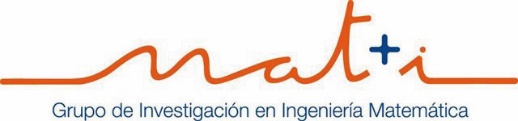 mat+i
Grupo de Investigación en Ingeniería Matemática